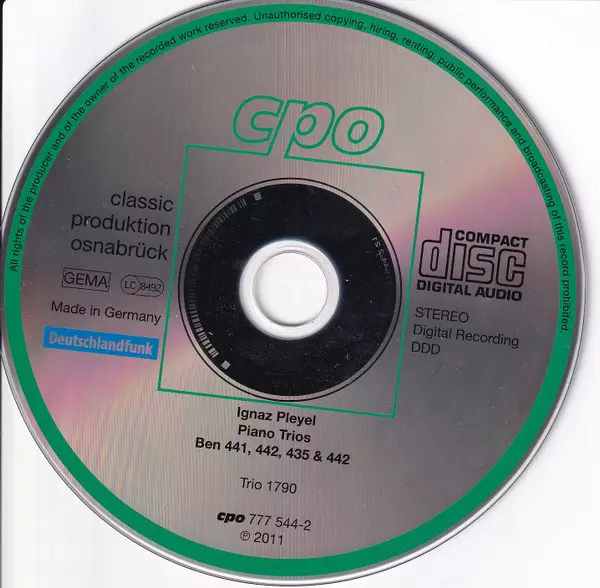 All rights of the producer and of the owner of the recorded work reserved. Unauthorised copying, hiring, renting, public performance and broadcasting of this record prohibited.
cpo
classic
produktion
osnabrück
GEMA LC 8492
Made in Germany
Deutschlandfunk
COMPACT
disc
DIGITAL AUDIO
STEREO
Digital Recording
DDD
Ignaz Pleyel
Piano Trios
Ben 441, 442, 435 & 442
Trio 1790
cpo 777 544-2
℗ 2011